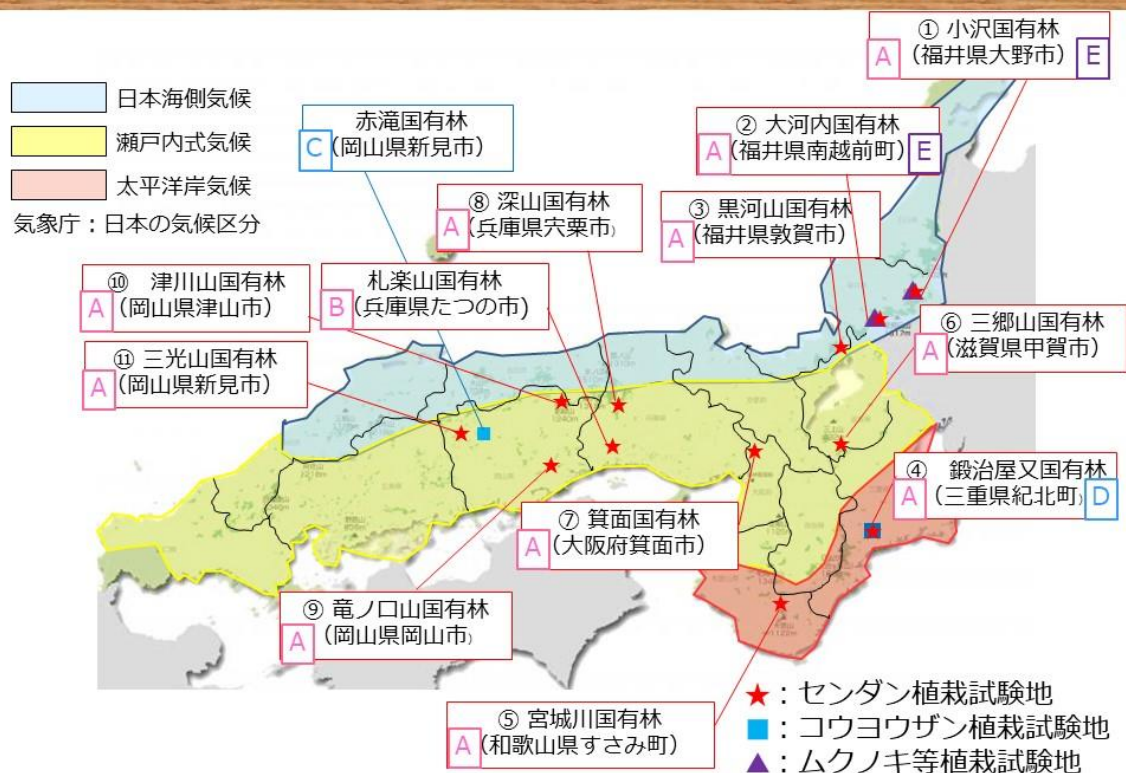 ① 小沢国有林
(福井県大野市)
A
E
日本海側気候
瀬戸内式気候
太平洋岸気候
気象庁：日本の気候区分
赤滝国有林
(岡山県新見市)
C
② 大河内国有林
(福井県南越前町)
A
E
⑧ 深山国有林
(兵庫県宍粟市)
A
③ 黒河山国有林
(福井県敦賀市)
A
⑩ 津川山国有林
(岡山県津山市)
A
札楽山国有林
(兵庫県たつの市)
B
⑥ 三郷山国有林
(滋賀県甲賀市)
A
⑪ 三光山国有林
(岡山県新見市)
A
④ 鍛治屋又国有林
(三重県紀北町)
A
D
⑦ 箕面国有林
(大阪府箕面市)
A
⑨ 竜ノ口山国有林
(岡山県岡山市)
A
⑤ 宮城川国有林
(和歌山県すさみ町)
A
★：センダン植栽試験地
■：コウヨウザン植栽試験地
▲：ムクノキ等植栽試験地